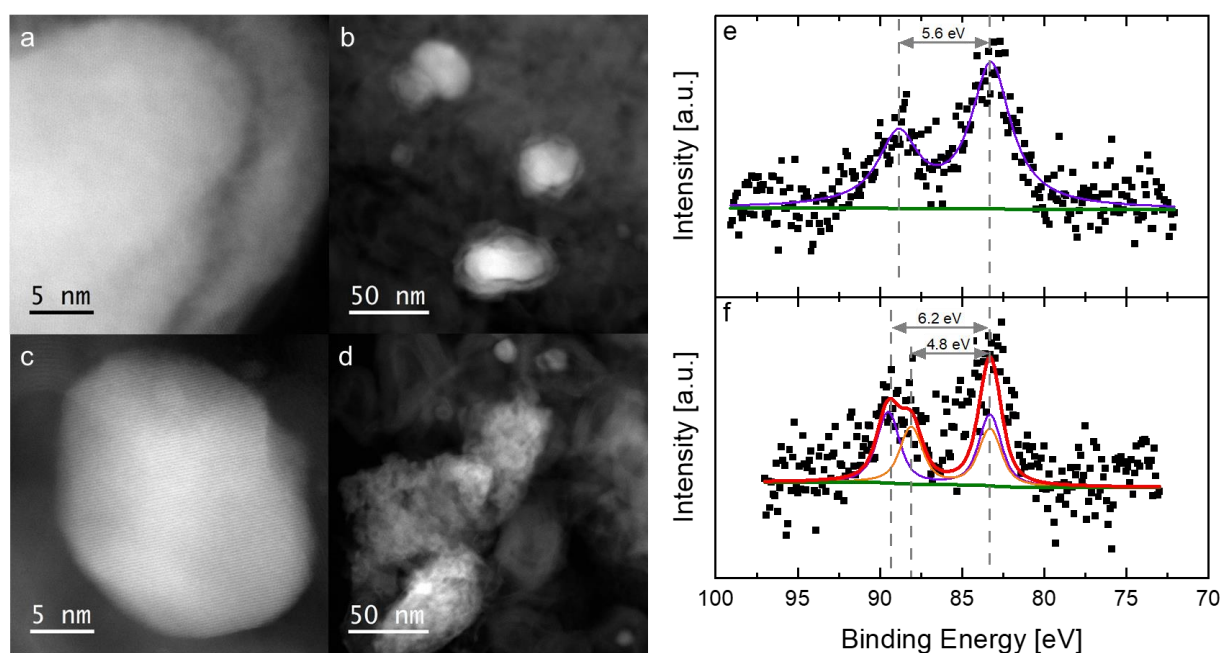 a
5 nm
b
50 nm
c
5 nm
d
50 nm
e
5.6 eV
Intensity [a.u.]
f
6.2 eV
4.8 eV
Intensity [a.u.]
100 95 90 85 80 75 70
Binding Energy [eV]